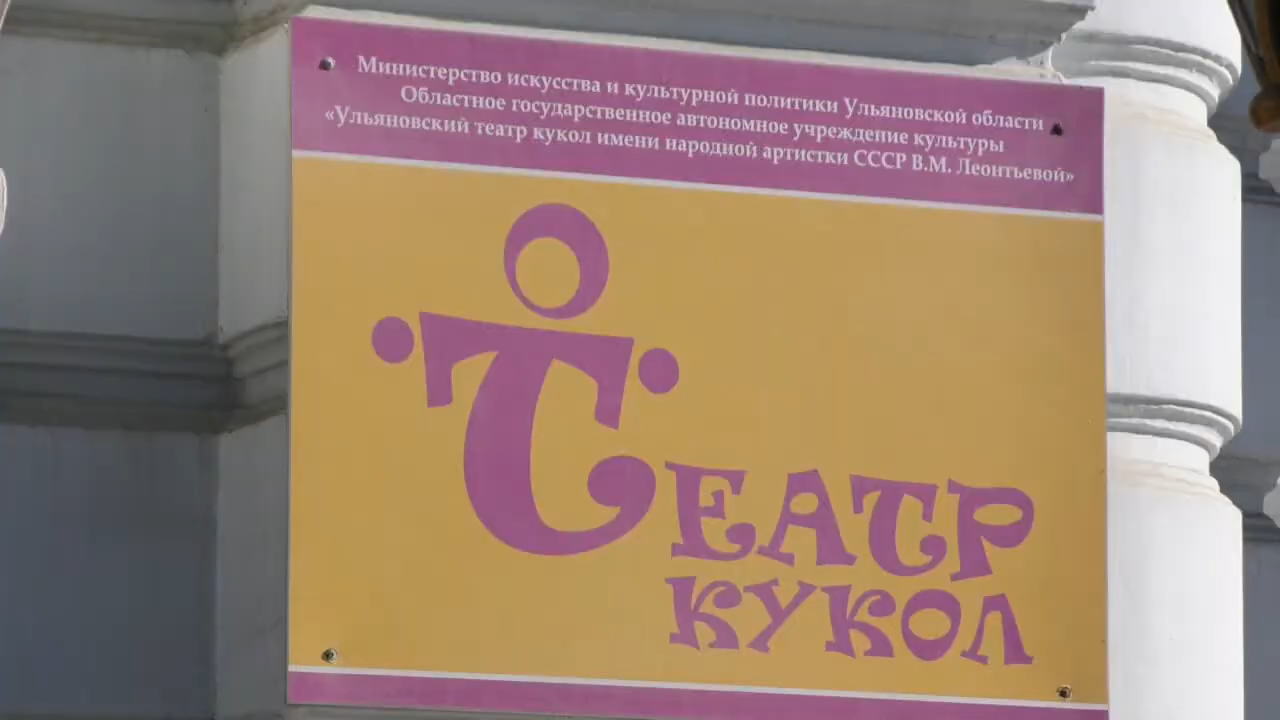 Министерство искусства и культурной политики Ульяновской области
Областное государственное автономное учреждение культуры
«Ульяновский театр кукол имени народной артистки СССР В.М. Леонтьевой»
Театр
кукол